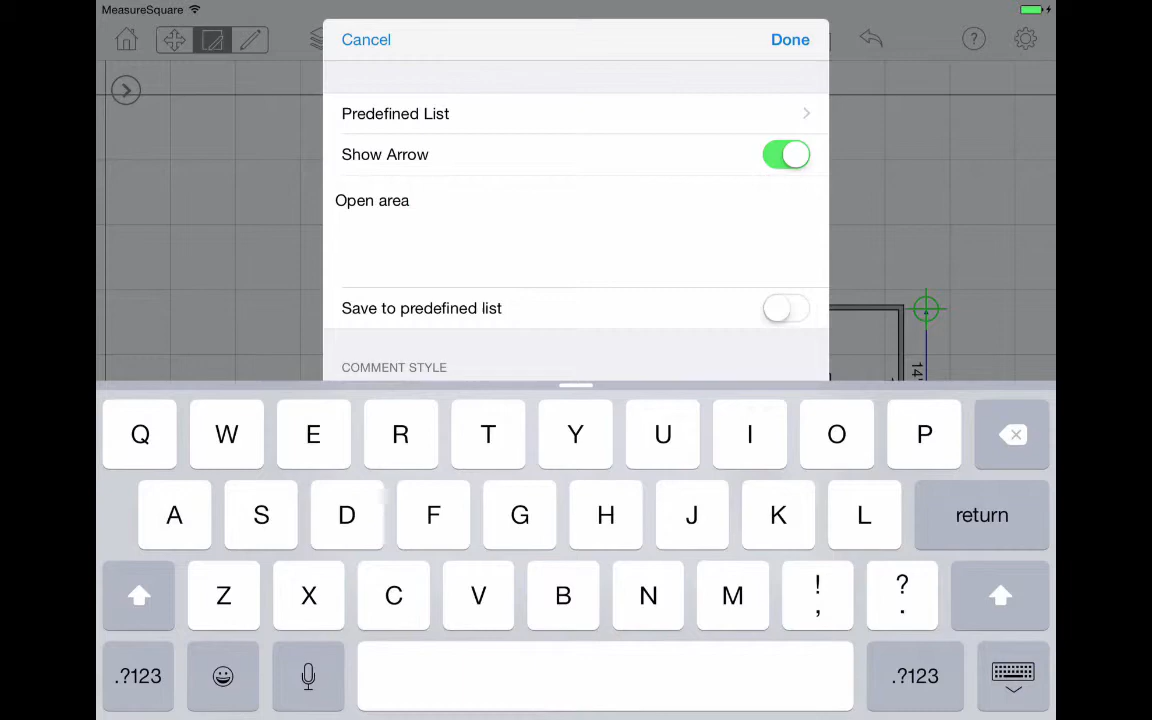 MeasureSquare
Cancel
Done
?
Predefined List
Show Arrow
Open area
Save to predefined list
COMMENT STYLE
Q W E R T Y U I O P
A S D F G H J K L return
Z X C V B N M ! , ? .
.?123 .?123